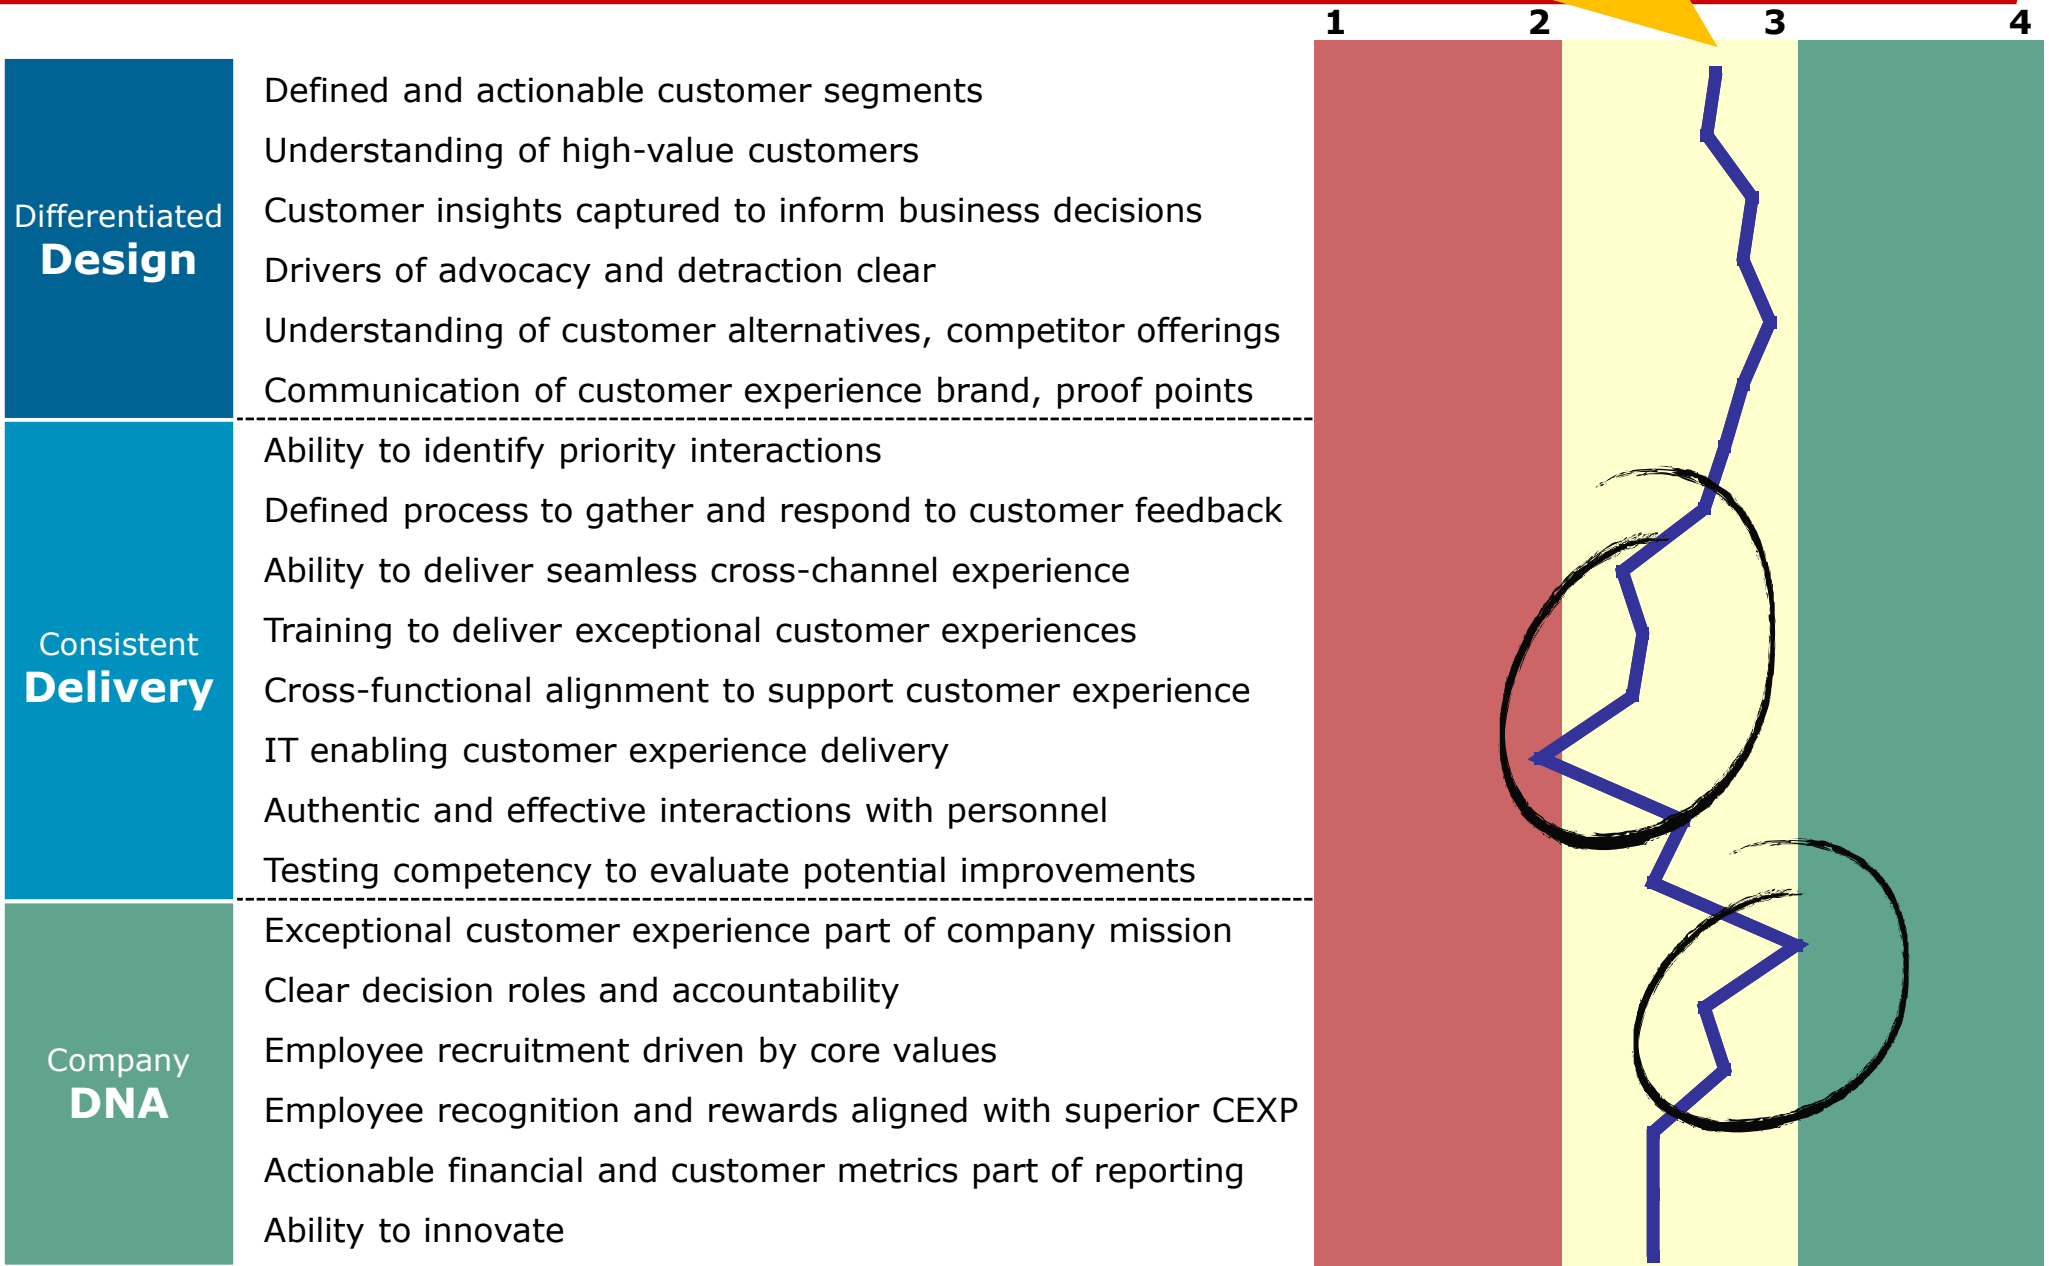 1 2 3 4
Differentiated
Design
Defined and actionable customer segments
Understanding of high-value customers
Customer insights captured to inform business decisions
Drivers of advocacy and detraction clear
Understanding of customer alternatives, competitor offerings
Communication of customer experience brand, proof points
Consistent
Delivery
Ability to identify priority interactions
Defined process to gather and respond to customer feedback
Ability to deliver seamless cross-channel experience
Training to deliver exceptional customer experiences
Cross-functional alignment to support customer experience
IT enabling customer experience delivery
Authentic and effective interactions with personnel
Testing competency to evaluate potential improvements
Company
DNA
Exceptional customer experience part of company mission
Clear decision roles and accountability
Employee recruitment driven by core values
Employee recognition and rewards aligned with superior CEXP
Actionable financial and customer metrics part of reporting
Ability to innovate